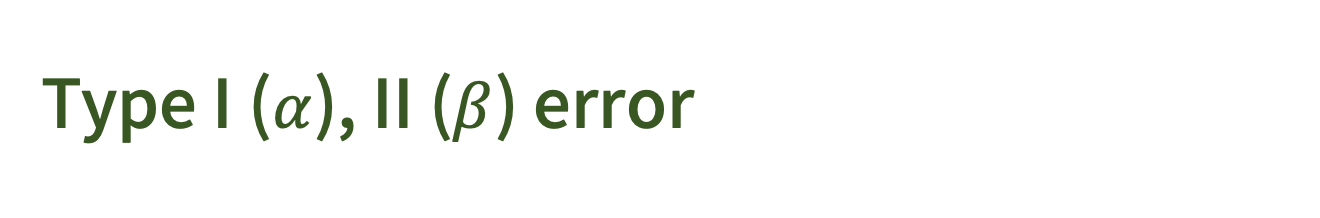 Type I (α), II (β) error